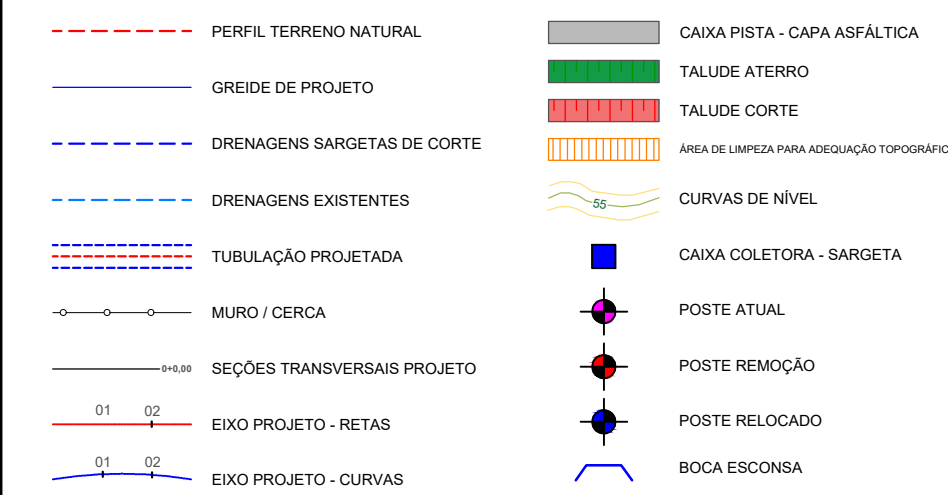 PERFIL TERRENO NATURAL
GREIDE DE PROJETO
DRENAGENS SARGETAS DE CORTE
DRENAGENS EXISTENTES
TUBULAÇÃO PROJETADA
MURO / CERCA
0+0,00 SEÇÕES TRANSVERSAIS PROJETO
01 02
EIXO PROJETO - RETAS
01 02
EIXO PROJETO - CURVAS
CAIXA PISTA - CAPA ASFÁLTICA
TALUDE ATERRO
TALUDE CORTE
ÁREA DE LIMPEZA PARA ADEQUAÇÃO TOPOGRÁFIC
55 CURVAS DE NÍVEL
CAIXA COLETORA - SARGETA
POSTE ATUAL
POSTE REMOÇÃO
POSTE RELOCADO
BOCA ESCONSA